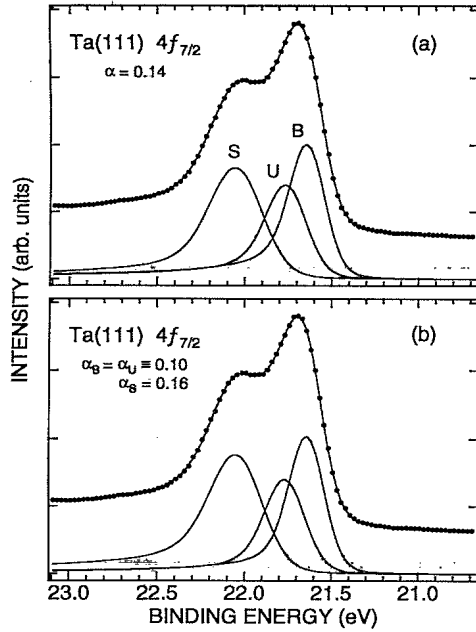 Ta(111) 4f7/2
α = 0.14
(a)
S
U
B
Ta(111) 4f7/2
αB = αU ≡ 0.10
αS = 0.16
(b)
INTENSITY (arb. units)
23.0 22.5 22.0 21.5 21.0
BINDING ENERGY (eV)